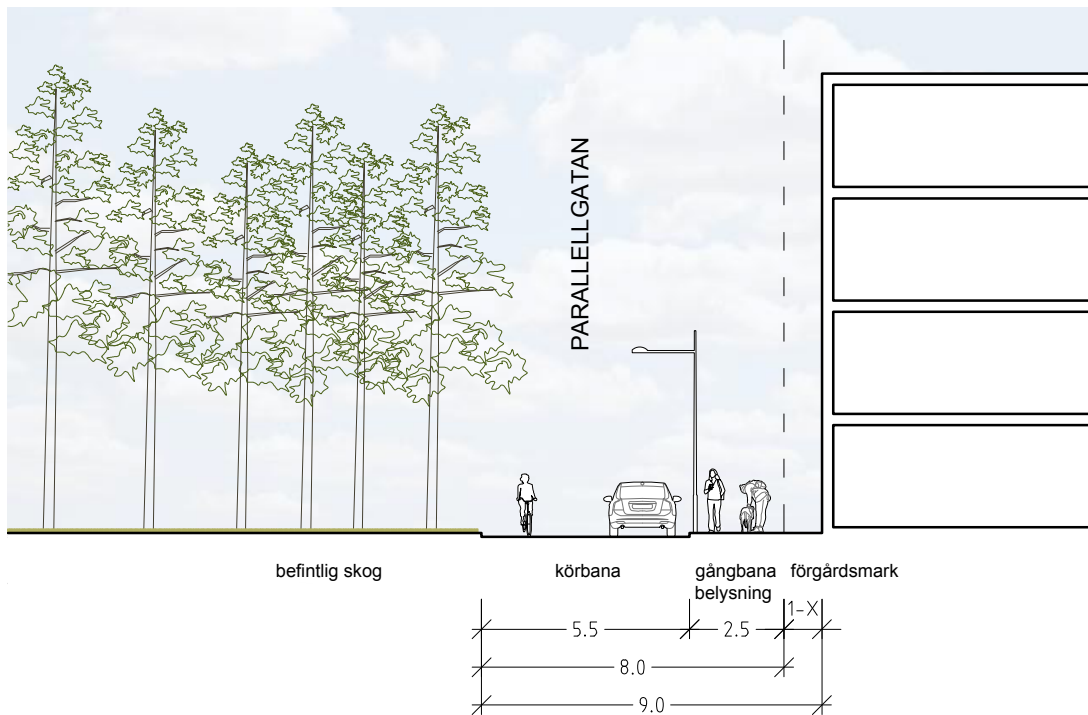 PARALLELLGATAN
befintlig skog
körbana
gångbana
belysning
förgårdsmark
1-X
5.5
2.5
8.0
9.0